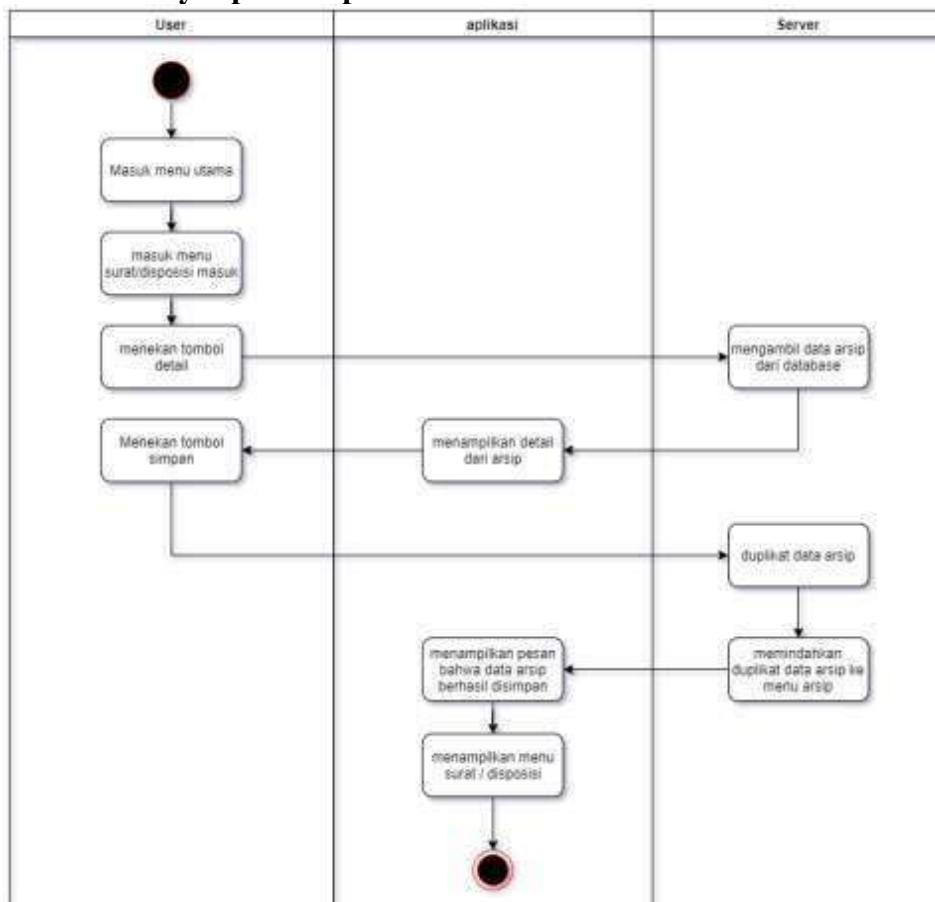 User
aplikasi
Server
Masuk menu utama
masuk menu
surat/disposisi masuk
menekan tombol
detail
mengambil data arsip
dari database
menampilkan detail
dari arsip
Menekan tombol
simpan
duplikat data arsip
memindahkan
duplikat data arsip ke
menu arsip
menampilkan pesan
bahwa data arsip
berhasil disimpan
menampilkan menu
surat / disposisi